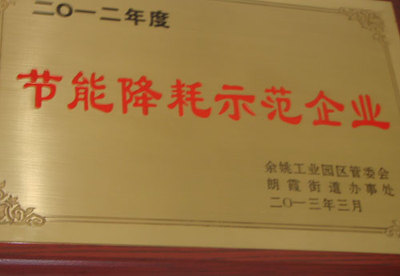 二〇一二年度
节能降耗示范企业
余姚工业园区管委会
朗霞街道办事处
二〇一三年三月